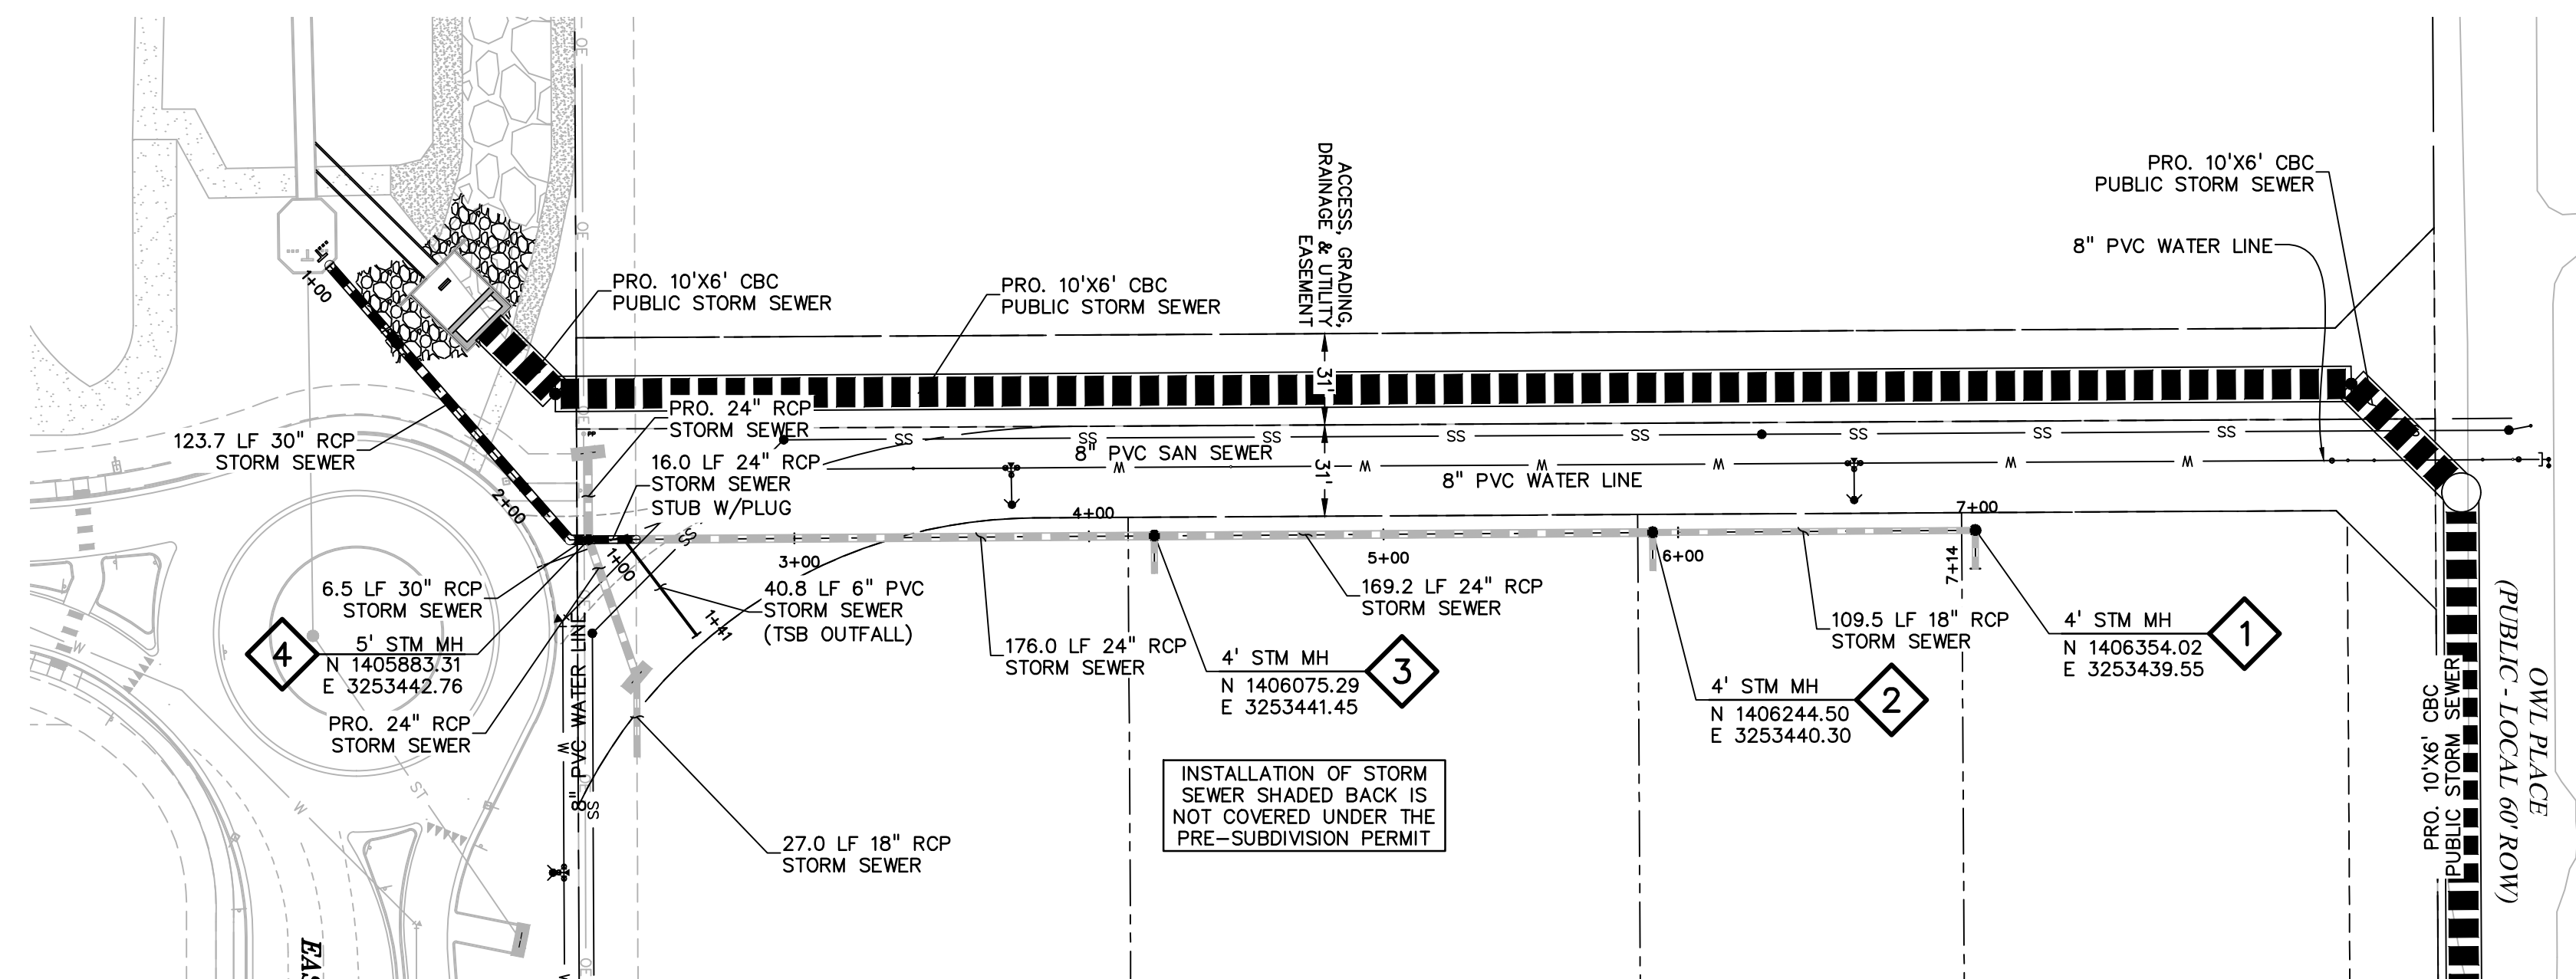 ACCESS, GRADING,
DRAINAGE & UTILITY
EASEMENT
PRO. 10'X6' CBC
PUBLIC STORM SEWER
8" PVC WATER LINE
PRO. 10'X6' CBC
PUBLIC STORM SEWER
PRO. 10'X6' CBC
PUBLIC STORM SEWER
1+00
31'
31'
123.7 LF 30" RCP
STORM SEWER
PRO. 24" RCP
STORM SEWER
16.0 LF 24" RCP
STORM SEWER
STUB W/PLUG
SS
SS
SS
SS
SS
SS
SS
SS
8" PVC SAN SEWER
W
W
W
W
W
W
8" PVC WATER LINE
2+00
1+00
3+00
4+00
5+00
6+00
7+00
7+14
SS
6.5 LF 30" RCP
STORM SEWER
4
5' STM MH
N 1405883.31
E 3253442.76
PRO. 24" RCP
STORM SEWER
40.8 LF 6" PVC
STORM SEWER
(TSB OUTFALL)
1+41
176.0 LF 24" RCP
STORM SEWER
169.2 LF 24" RCP
STORM SEWER
109.5 LF 18" RCP
STORM SEWER
4' STM MH
N 1406075.29
E 3253441.45
3
4' STM MH
N 1406244.50
E 3253440.30
2
4' STM MH
N 1406354.02
E 3253439.55
1
8" PVC WATER LINE
W
SS
W
W
W
ST
OE
OE
OE
27.0 LF 18" RCP
STORM SEWER
INSTALLATION OF STORM
SEWER SHADED BACK IS
NOT COVERED UNDER THE
PRE-SUBDIVISION PERMIT
PRO. 10'X6' CBC
PUBLIC STORM SEWER
OWL PLACE
(PUBLIC - LOCAL 60' ROW)
EAS